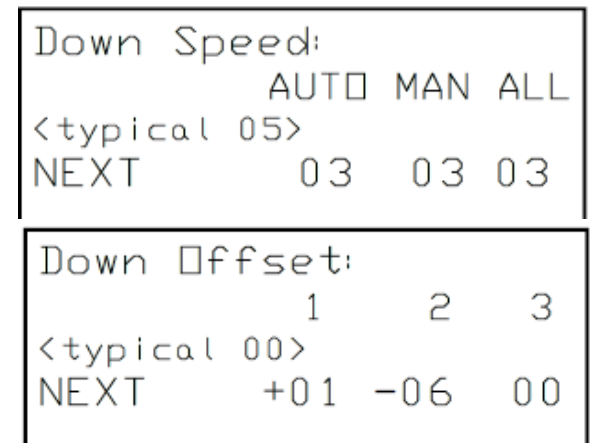 Down Speed:
AUTO MAN ALL
<typical 05>
NEXT 03 03 03
Down Offset:
1 2 3
<typical 00>
NEXT +01 -06 00